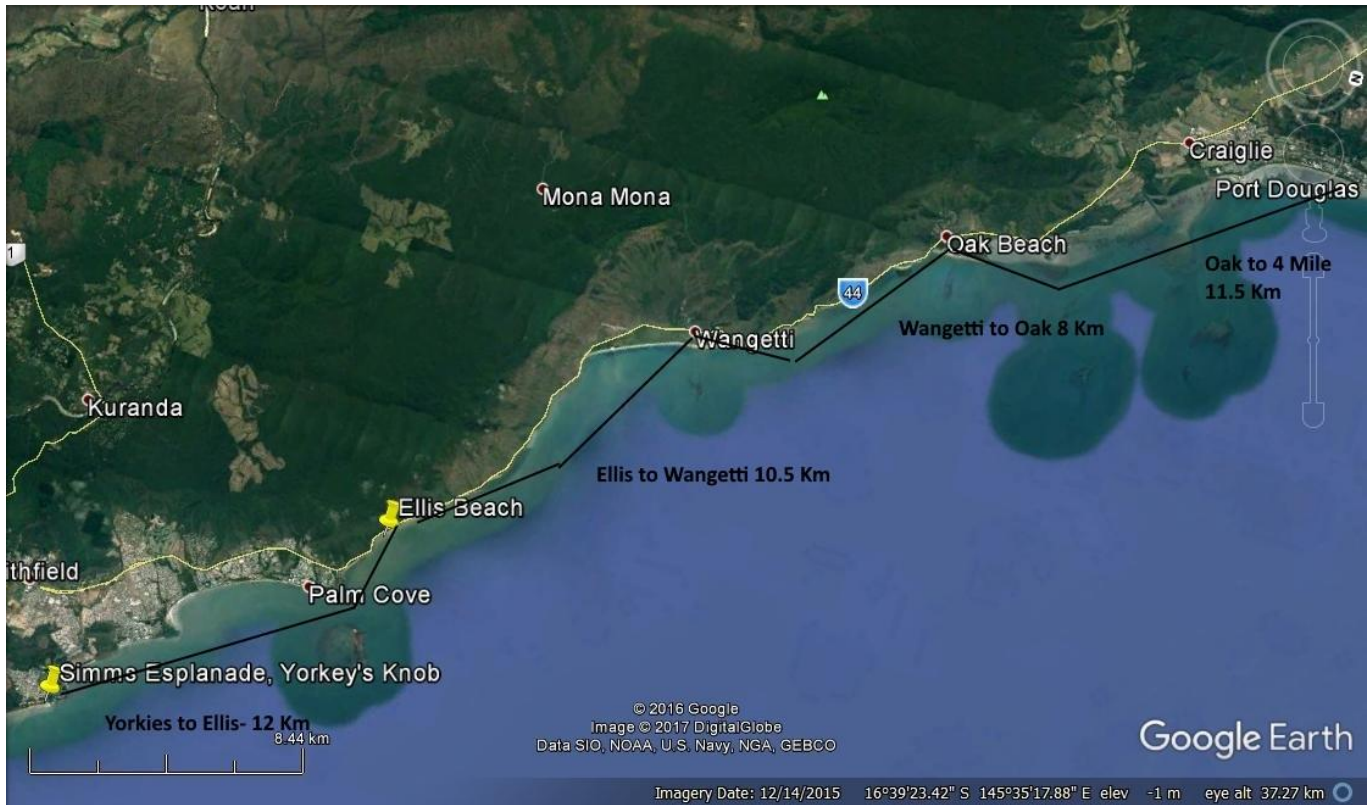 Mona Mona
Craiglie
Port Douglas
Oak Beach
Oak to 4 Mile
11.5 Km
1
44
Wangetti to Oak 8 Km
Wangetti
Kuranda
Ellis to Wangetti 10.5 Km
Ellis Beach
ithfield
Palm Cove
Simms Esplanade, Yorkey's Knob
Yorkies to Ellis- 12 Km
8.44 km
© 2016 Google
Image © 2017 DigitalGlobe
Data SIO, NOAA, U.S. Navy, NGA, GEBCO
Google Earth
Imagery Date: 12/14/2015 16°39'23.42" S 145°35'17.88" E elev -1 m eye alt 37.27 km